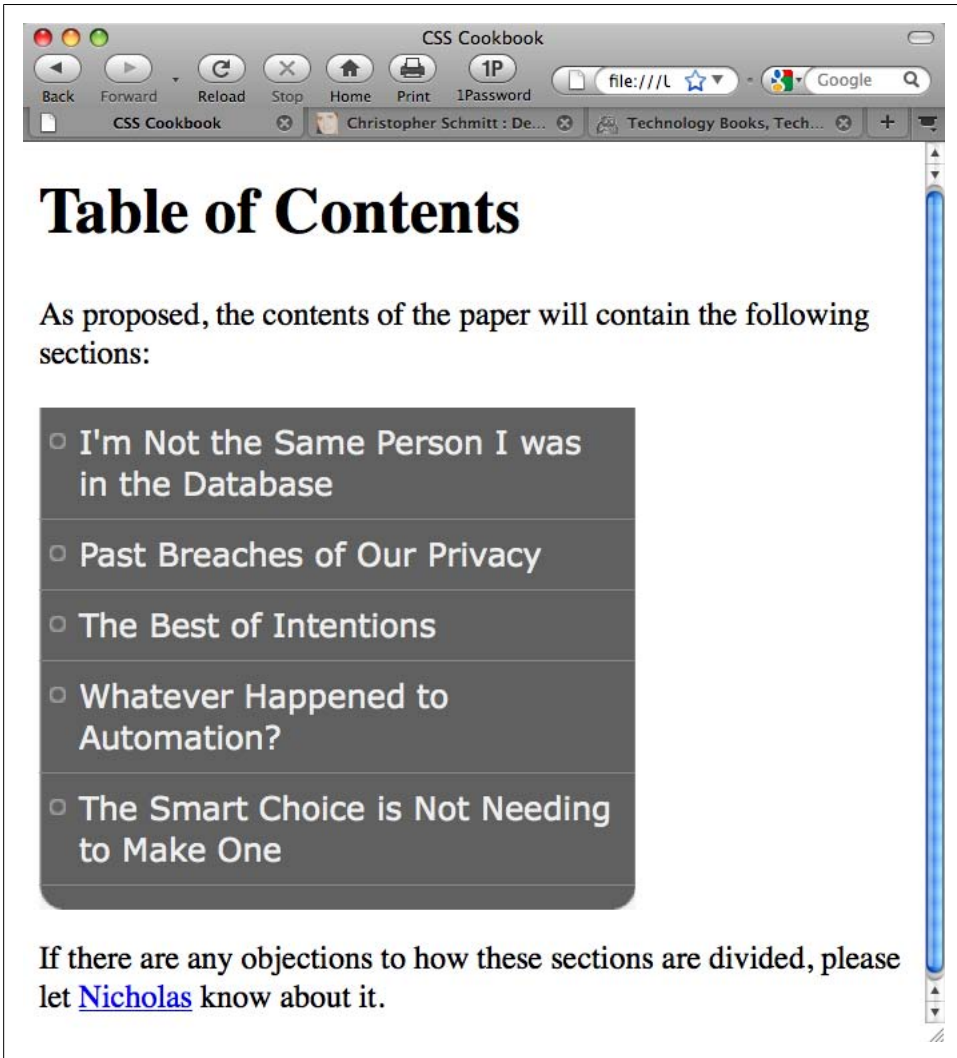 CSS Cookbook
1P
file:///L
Google
Back Forward Reload Stop Home Print 1Password
CSS Cookbook
Christopher Schmitt : De...
Technology Books, Tech...
Table of Contents
As proposed, the contents of the paper will contain the following
sections:
I'm Not the Same Person I was
in the Database
Past Breaches of Our Privacy
The Best of Intentions
Whatever Happened to
Automation?
The Smart Choice is Not Needing
to Make One
If there are any objections to how these sections are divided, please
let Nicholas know about it.